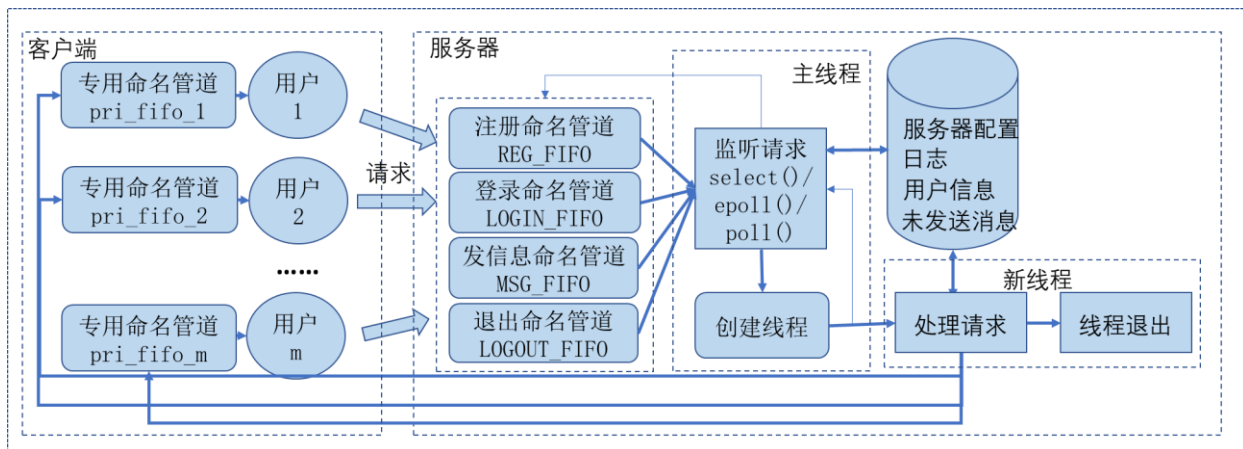 客户端
专用命名管道
pri_fifo_1
用户
1
专用命名管道
pri_fifo_2
用户
2
……
专用命名管道
pri_fifo_m
用户
m
请求
服务器
注册命名管道
REG_FIFO
登录命名管道
LOGIN_FIFO
发信息命名管道
MSG_FIFO
退出命名管道
LOGOUT_FIFO
主线程
监听请求
select()/
epoll()/
poll()
创建线程
服务器配置
日志
用户信息
未发送消息
新线程
处理请求
线程退出